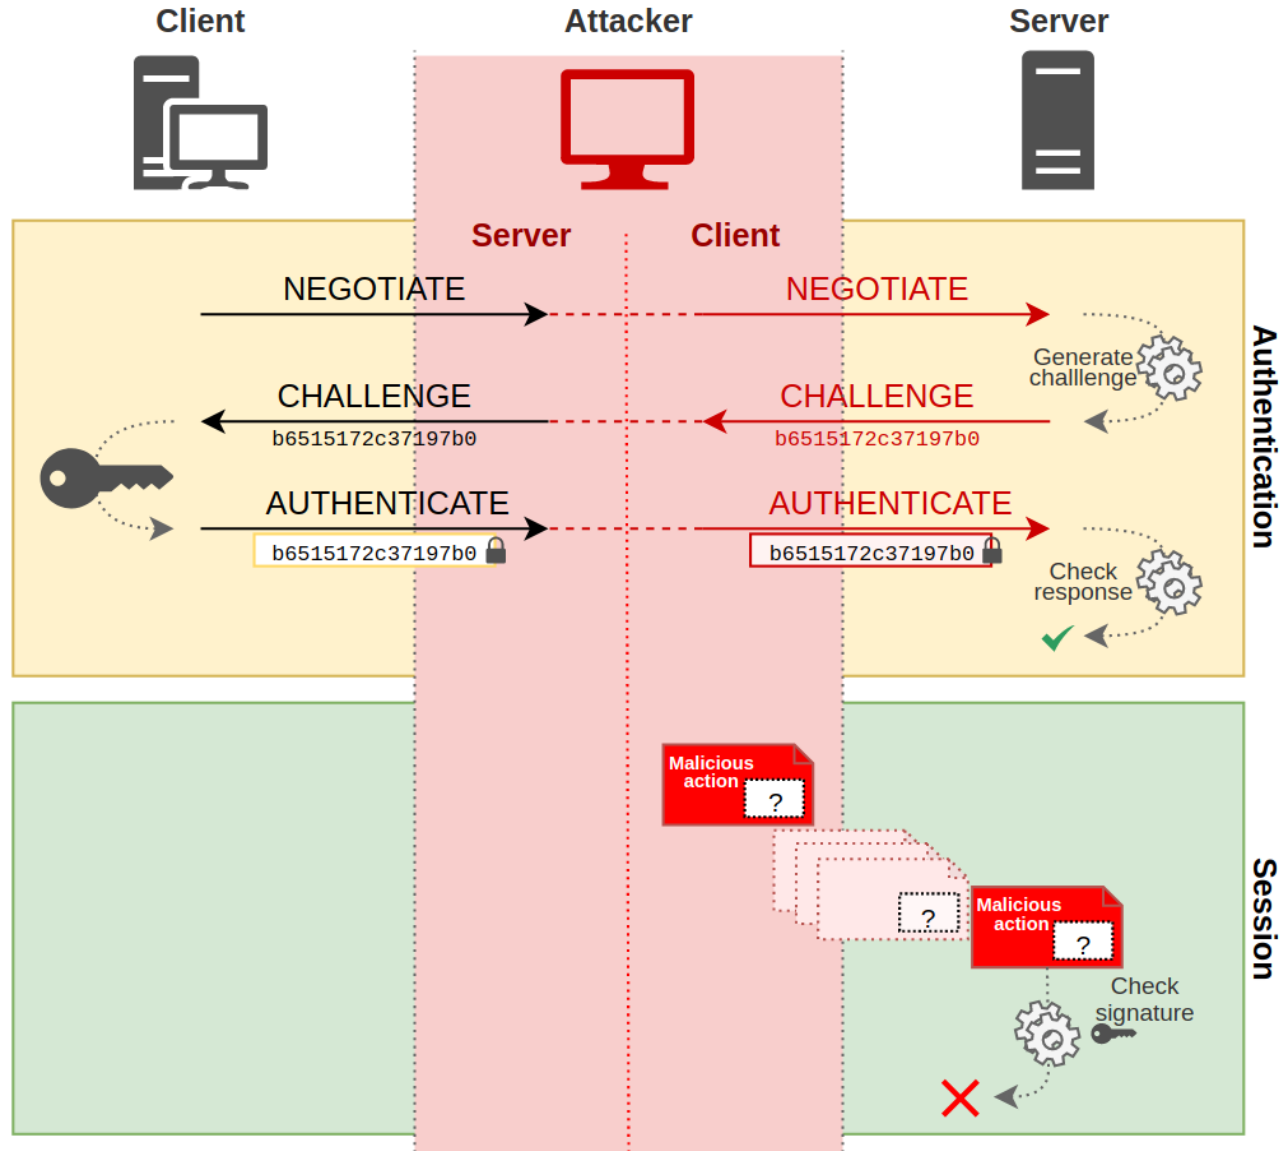 Client
Attacker
Server
Server
Client
NEGOTIATE
NEGOTIATE
Generate
challlenge
CHALLENGE
CHALLENGE
b6515172c37197b0
b6515172c37197b0
AUTHENTICATE
AUTHENTICATE
b6515172c37197b0
b6515172c37197b0
Check
response
Authentication
Malicious
action
?
?
Malicious
action
?
Check
signature
Session